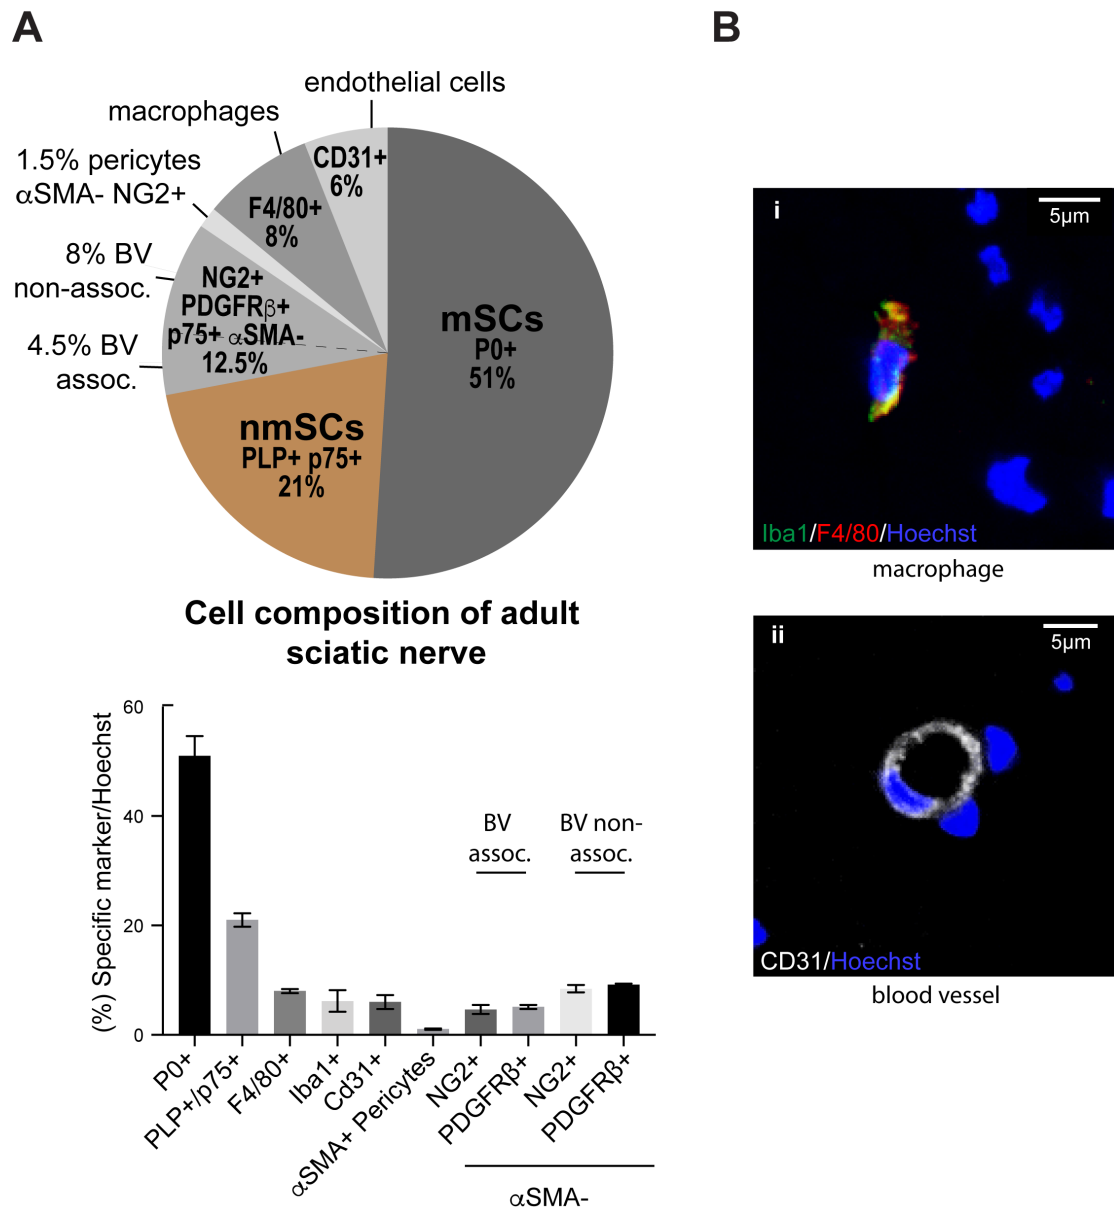 A
endothelial cells
macrophages
1.5% pericytes
αSMA- NG2+
8% BV
non-assoc.
4.5% BV
assoc.
CD31+
6%
F4/80+
8%
NG2+
PDGFRβ+
p75+ αSMA-
12.5%
mSCs
P0+
51%
nmSCs
PLP+ p75+
21%
Cell composition of adult
sciatic nerve
(%) Specific marker/Hoechst
60
40
20
0
BV
assoc.
BV non-
assoc.
P0+
PLP+/p75+
F4/80+
Iba1+
Cd31+
αSMA+ Pericytes
NG2+
PDGFRβ+
NG2+
PDGFRβ+
αSMA-
B
i
5µm
Iba1/F4/80/Hoechst
macrophage
ii
5µm
CD31/Hoechst
blood vessel